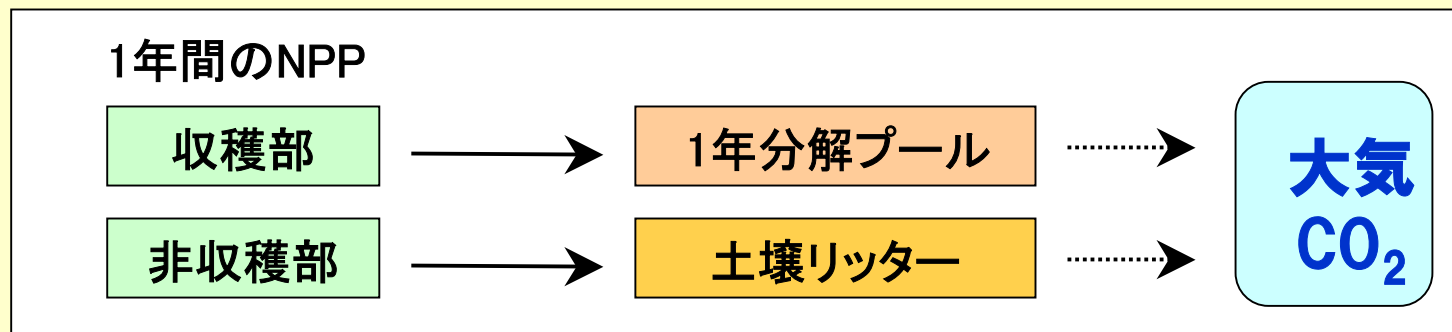 1年間のNPP
収穫部
1年分解プール
非収穫部
土壌リッター
大気
CO₂